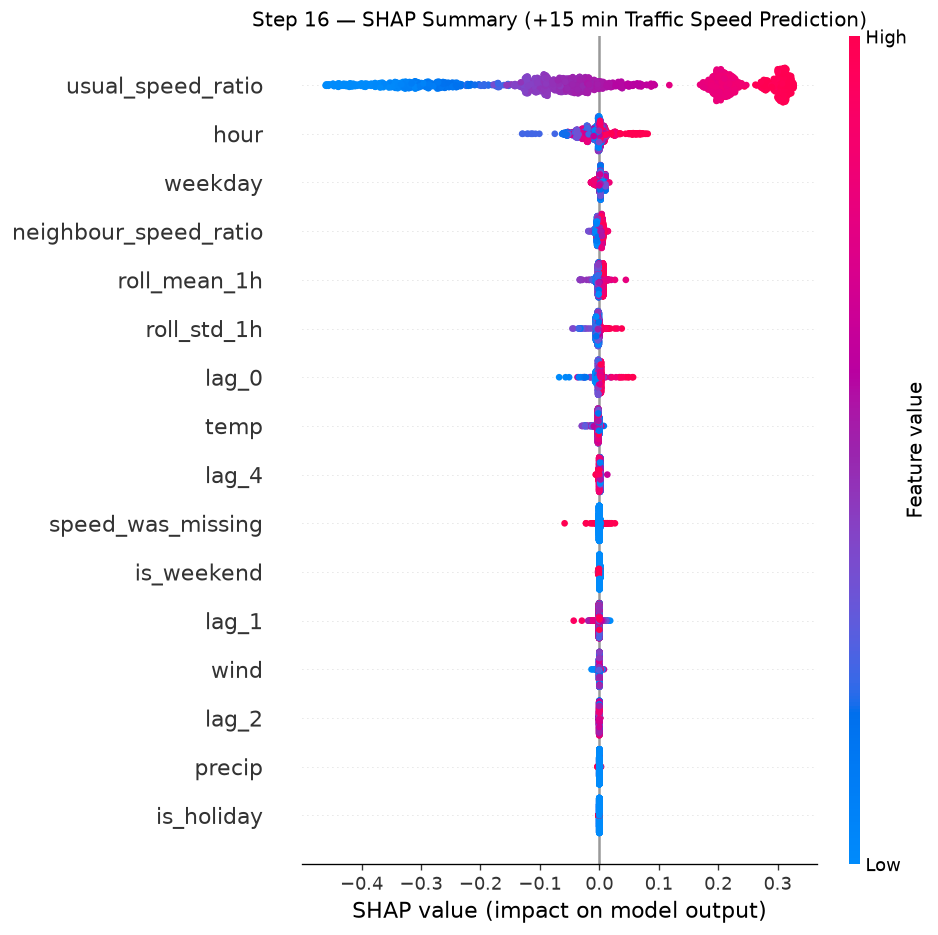 Step 16 — SHAP Summary (+15 min Traffic Speed Prediction)
High
usual_speed_ratio
hour
weekday
neighbour_speed_ratio
roll_mean_1h
roll_std_1h
lag_0
temp
lag_4
speed_was_missing
is_weekend
lag_1
wind
lag_2
precip
is_holiday
Feature value
Low
−0.4 −0.3 −0.2 −0.1 0.0 0.1 0.2 0.3
SHAP value (impact on model output)